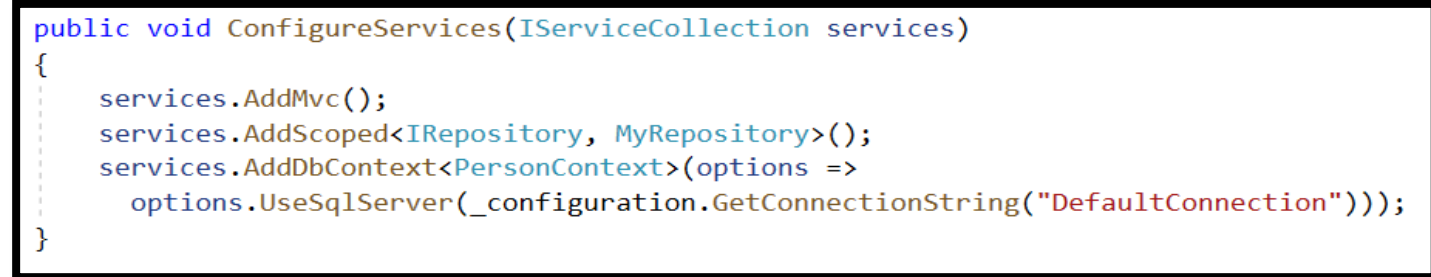 public void ConfigureServices(IServiceCollection services)
{
    services.AddMvc();
    services.AddScoped<IRepository, MyRepository>();
    services.AddDbContext<PersonContext>(options =>
      options.UseSqlServer(_configuration.GetConnectionString("DefaultConnection")));
}